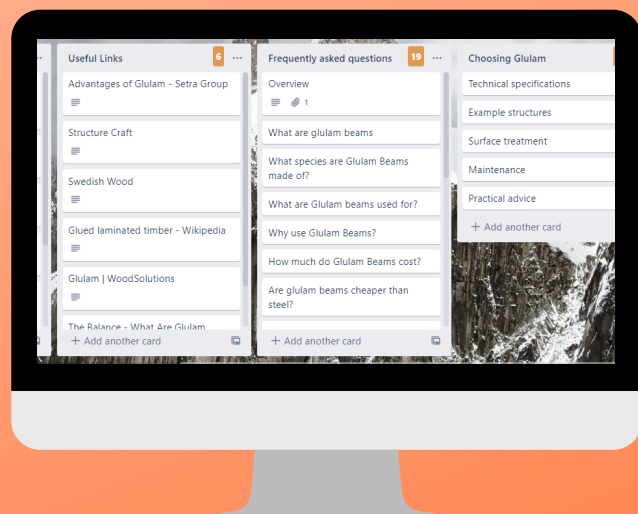 Useful Links
6
Advantages of Glulam - Setra Group
Structure Craft
Swedish Wood
Glued laminated timber - Wikipedia
Glulam | WoodSolutions
The Balance - What Are Glulam
+ Add another card
Frequently asked questions
19
Overview
1
What are glulam beams
What species are Glulam Beams
made of?
What are Glulam beams used for?
Why use Glulam Beams?
How much do Glulam Beams cost?
Are glulam beams cheaper than
steel?
+ Add another card
Choosing Glulam
Technical specifications
Example structures
Surface treatment
Maintenance
Practical advice
+ Add another card